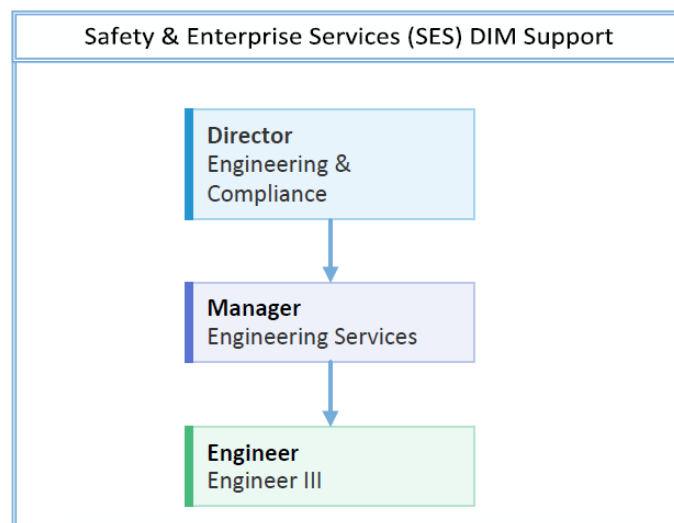 Safety & Enterprise Services (SES) DIM Support
Director
Engineering &
Compliance
Manager
Engineering Services
Engineer
Engineer III